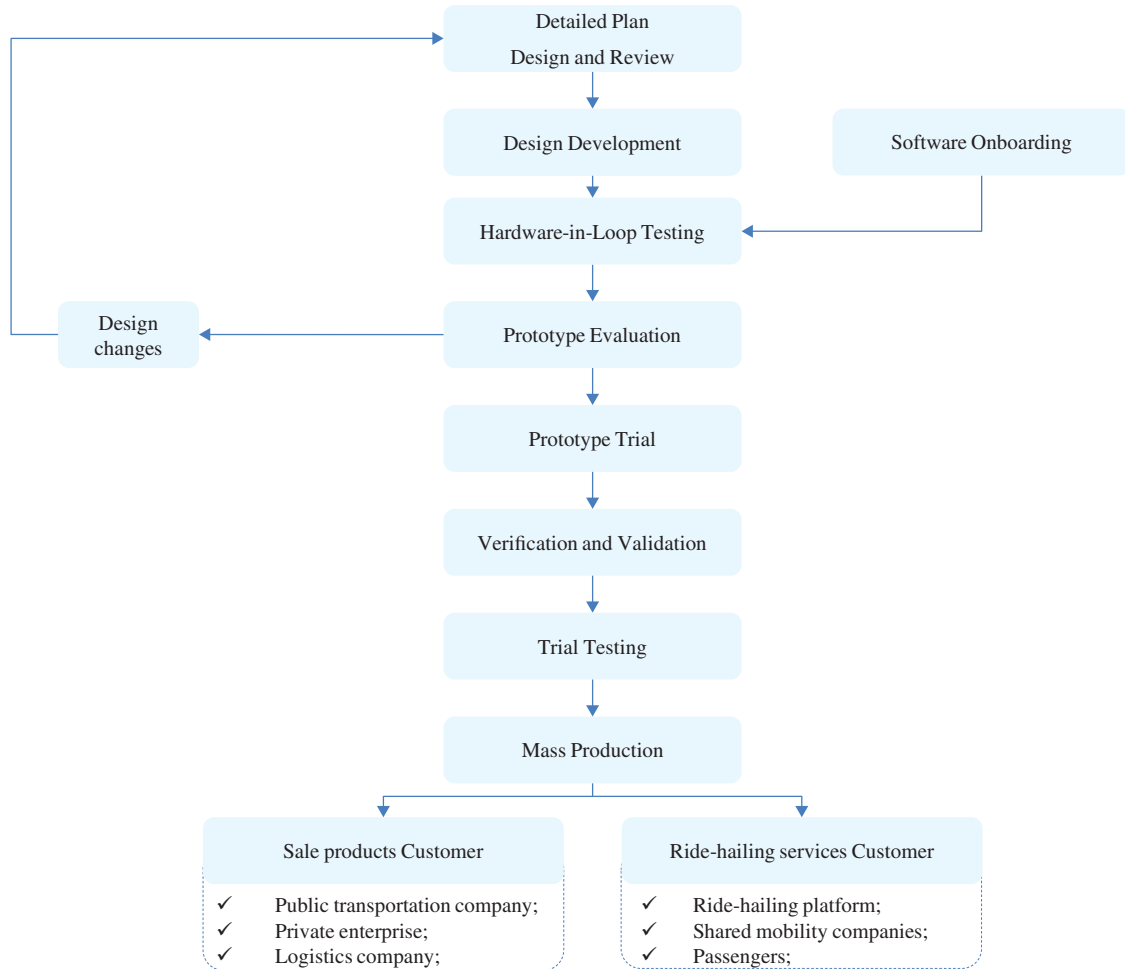 Detailed Plan
Design and Review
Design Development
Software Onboarding
Hardware-in-Loop Testing
Design
changes
Prototype Evaluation
Prototype Trial
Verification and Validation
Trial Testing
Mass Production
Sale products Customer
✓ Public transportation company;
✓ Private enterprise;
✓ Logistics company;
Ride-hailing services Customer
✓ Ride-hailing platform;
✓ Shared mobility companies;
✓ Passengers;